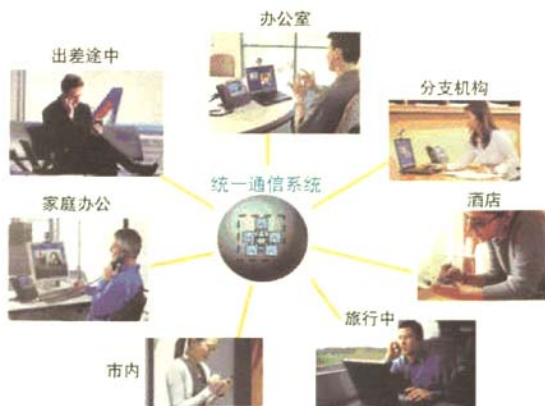 办公室
出差途中
分支机构
统一通信系统
家庭办公
酒店
旅行中
市内